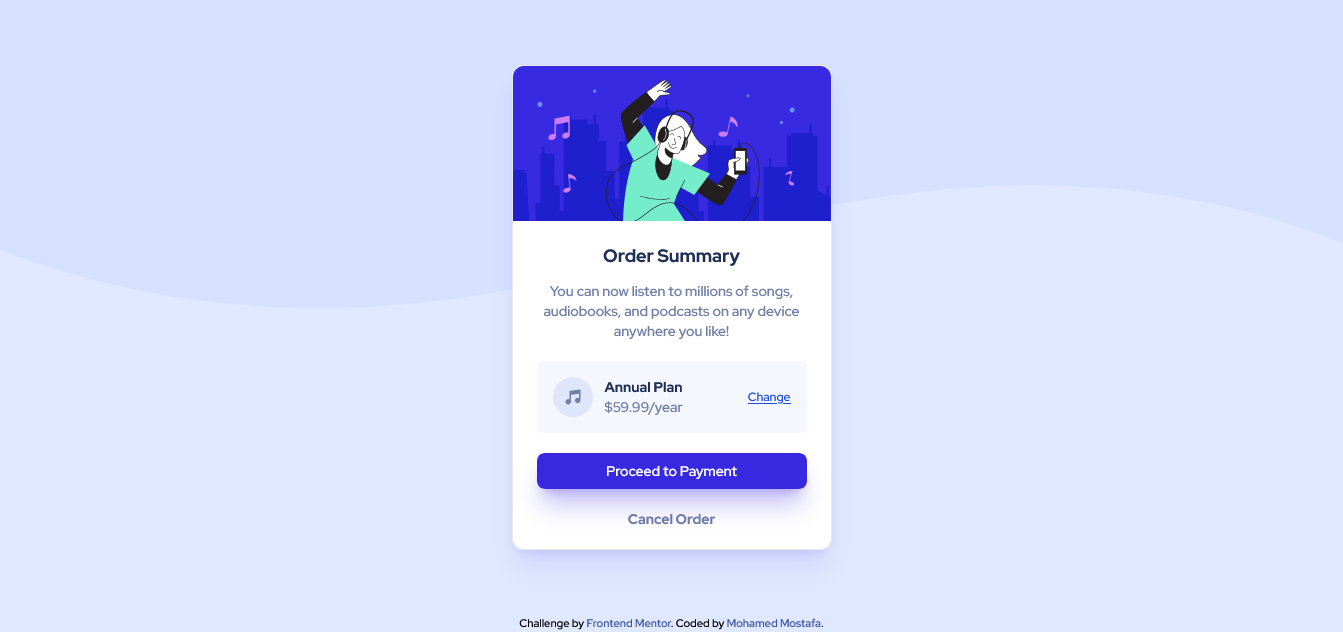 Order Summary
You can now listen to millions of songs,
audiobooks, and podcasts on any device
anywhere you like!
Annual Plan
$59.99/year
Change
Proceed to Payment
Cancel Order
Challenge by Frontend Mentor. Coded by Mohamed Mostafa.